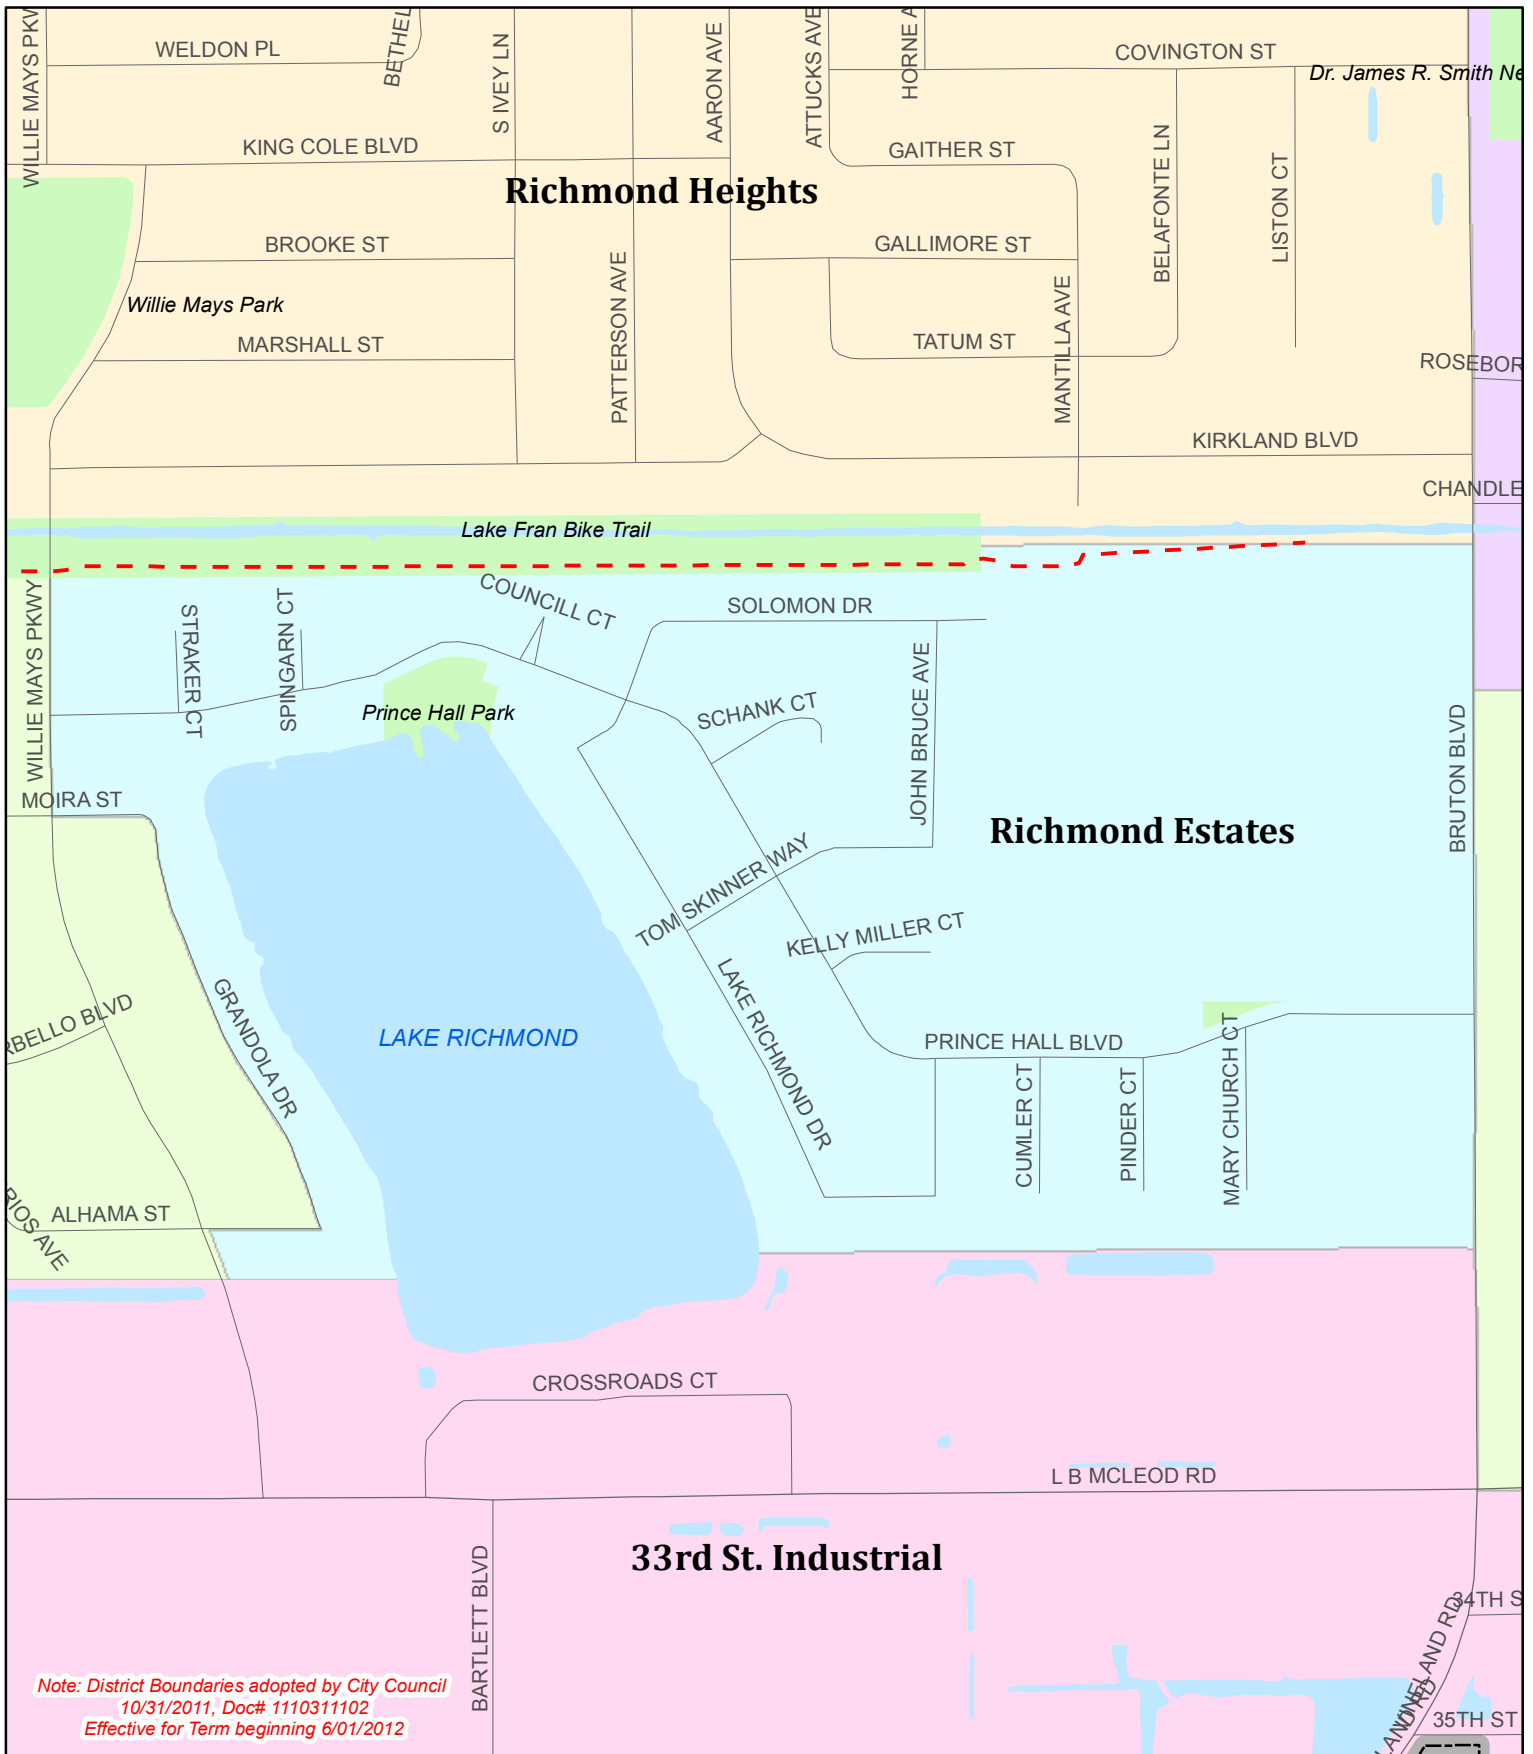 WILLIE MAYS PKW
WELDON PL
BETHEL
S IVEY LN
AARON AVE
ATTUCKS AVE
HORNE A
COVINGTON ST
Dr. James R. Smith Ne
KING COLE BLVD
GAITHER ST
BELAFONTE LN
LISTON CT
Richmond Heights
BROOKE ST
GALLIMORE ST
PATTERSON AVE
MANTILLA AVE
Willie Mays Park
MARSHALL ST
TATUM ST
ROSEBOR
KIRKLAND BLVD
CHANDLE
Lake Fran Bike Trail
WILLIE MAYS PKWY
STRAKER CT
SPINGARN CT
COUNCILL CT
SOLOMON DR
JOHN BRUCE AVE
SCHANK CT
Prince Hall Park
BRUTON BLVD
MOIRA ST
Richmond Estates
TOM SKINNER WAY
KELLY MILLER CT
LAKE RICHMOND DR
GRANDOLA DR
RBELLO BLVD
LAKE RICHMOND
PRINCE HALL BLVD
CUMLER CT
PINDER CT
MARY CHURCH CT
RIOS AVE
ALHAMA ST
CROSSROADS CT
L B MCLEOD RD
33rd St. Industrial
BARTLETT BLVD
34TH S
VINELAND RD
35TH ST
Note: District Boundaries adopted by City Council
10/31/2011, Doc# 1110311102
Effective for Term beginning 6/01/2012